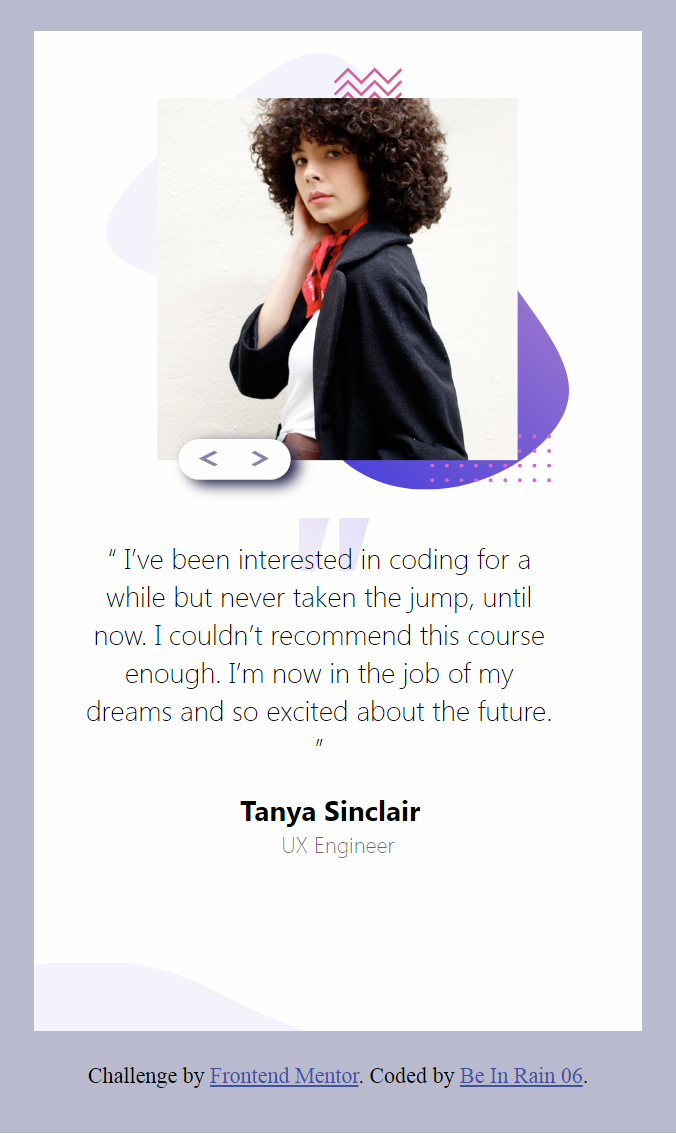 “ I’ve been interested in coding for a
while but never taken the jump, until
now. I couldn’t recommend this course
enough. I’m now in the job of my
dreams and so excited about the future.
”
Tanya Sinclair
UX Engineer
Challenge by Frontend Mentor. Coded by Be In Rain 06.